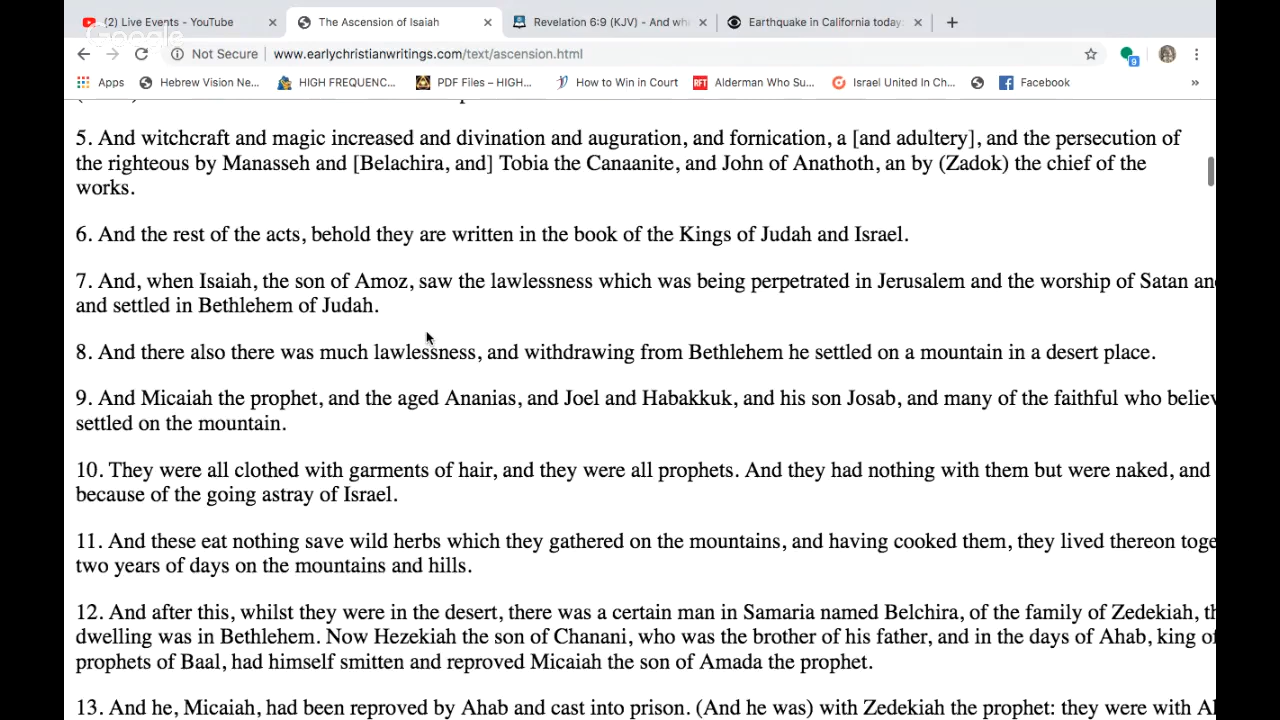 (2) Live Events - YouTube
The Ascension of Isaiah
Revelation 6:9 (KJV) - And whe
Earthquake in California today:
Google
Not Secure | www.earlychristianwritings.com/text/ascension.html
9
Apps
Hebrew Vision Ne...
HIGH FREQUENC...
PDF Files – HIGH...
How to Win in Court
RFT
Alderman Who Su...
Israel United In Ch...
Facebook
»
5. And witchcraft and magic increased and divination and auguration, and fornication, a [and adultery], and the persecution of
the righteous by Manasseh and [Belachira, and] Tobia the Canaanite, and John of Anathoth, an by (Zadok) the chief of the
works.
6. And the rest of the acts, behold they are written in the book of the Kings of Judah and Israel.
7. And, when Isaiah, the son of Amoz, saw the lawlessness which was being perpetrated in Jerusalem and the worship of Satan an
and settled in Bethlehem of Judah.
8. And there also there was much lawlessness, and withdrawing from Bethlehem he settled on a mountain in a desert place.
9. And Micaiah the prophet, and the aged Ananias, and Joel and Habakkuk, and his son Josab, and many of the faithful who believ
settled on the mountain.
10. They were all clothed with garments of hair, and they were all prophets. And they had nothing with them but were naked, and
because of the going astray of Israel.
11. And these eat nothing save wild herbs which they gathered on the mountains, and having cooked them, they lived thereon toge
two years of days on the mountains and hills.
12. And after this, whilst they were in the desert, there was a certain man in Samaria named Belchira, of the family of Zedekiah, th
dwelling was in Bethlehem. Now Hezekiah the son of Chanani, who was the brother of his father, and in the days of Ahab, king of
prophets of Baal, had himself smitten and reproved Micaiah the son of Amada the prophet.
13. And he, Micaiah, had been reproved by Ahab and cast into prison. (And he was) with Zedekiah the prophet: they were with Al